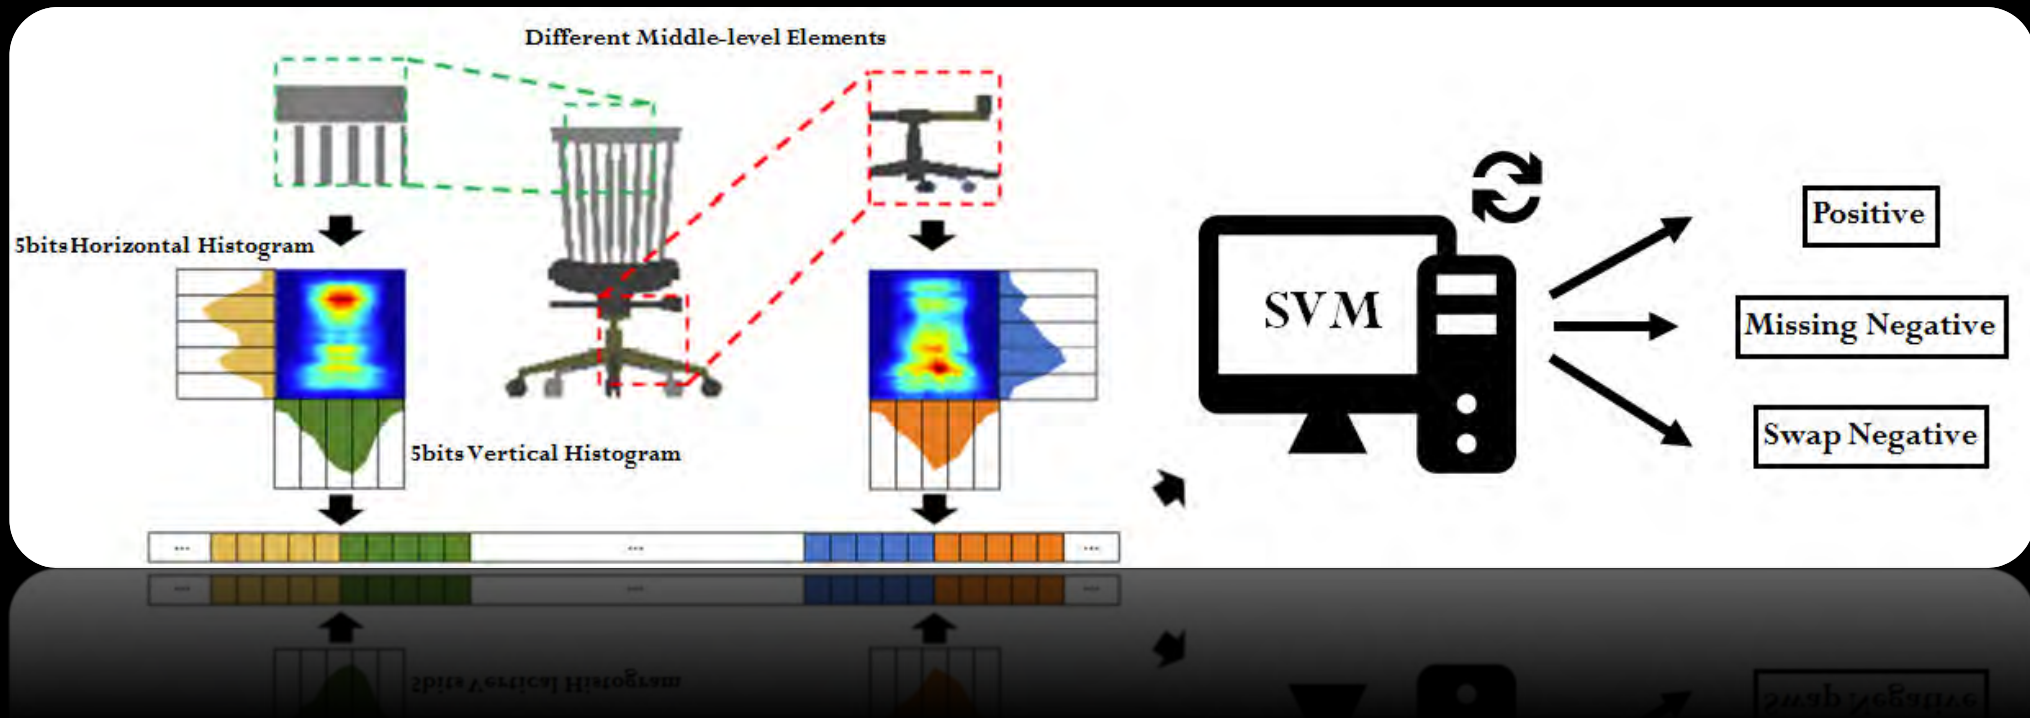 Different Middle-level Elements
5bits Horizontal Histogram
5bits Vertical Histogram
...
...
...
SVM
Positive
Missing Negative
Swap Negative